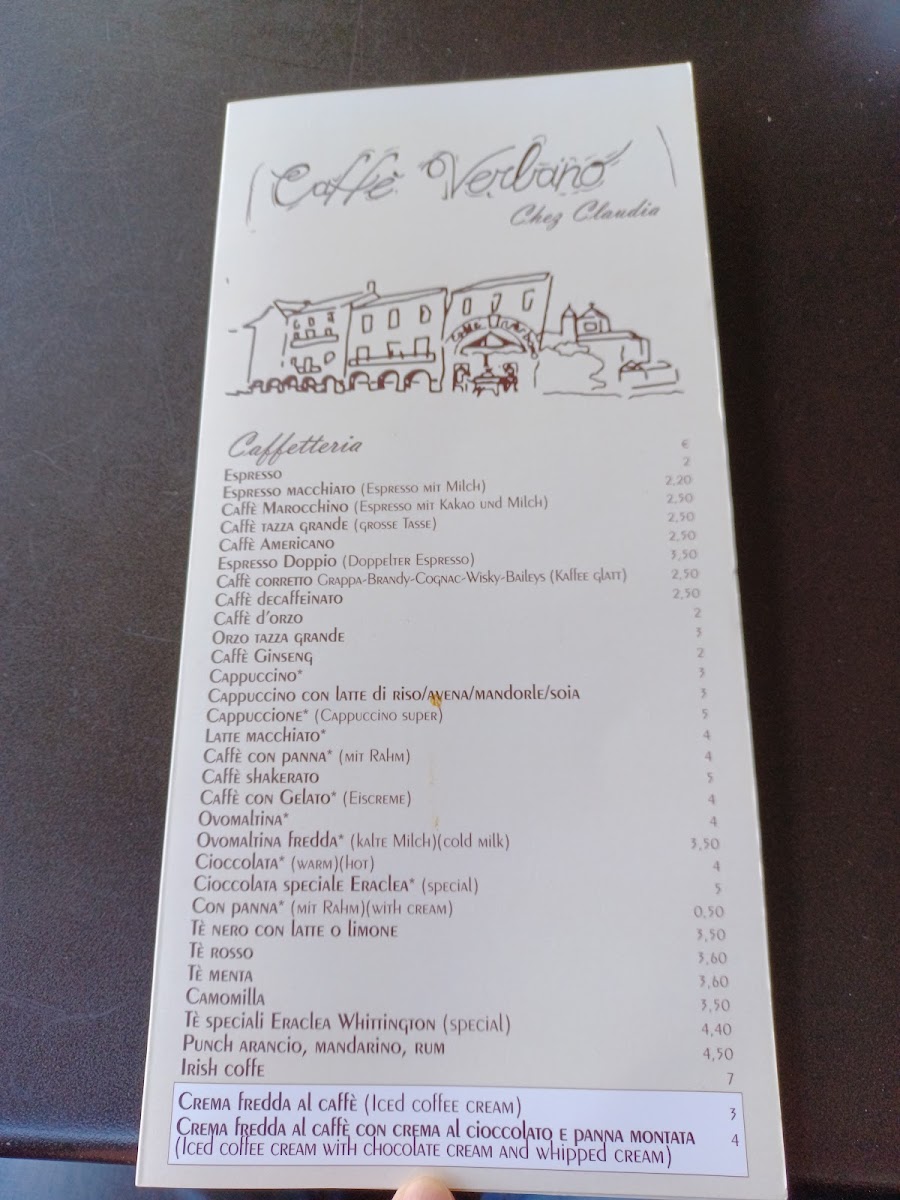 Caffè Verbano
Chez Claudia
Caffè Verbano
Caffetteria €
Espresso 2
Espresso macchiato (Espresso mit Milch) 2,20
Caffè Marocchino (Espresso mit Kakao und Milch) 2,50
Caffè tazza grande (grosse Tasse) 2,50
Caffè Americano 2,50
Espresso Doppio (Doppelter Espresso) 3,50
Caffè corretto Grappa-Brandy-Cognac-Wisky-Baileys (Kaffee glatt) 2,50
Caffè decaffeinato 2,50
Caffè d'orzo 2
Orzo tazza grande 3
Caffè Ginseng 2
Cappuccino* 3
Cappuccino con latte di riso/avena/mandorle/soia 3
Cappuccione* (Cappuccino super) 5
Latte macchiato* 4
Caffè con panna* (mit Rahm) 4
Caffè shakerato 5
Caffè con Gelato* (Eiscreme) 4
Ovomaltina* 4
Ovomaltina fredda* (kalte Milch)(cold milk) 3,50
Cioccolata* (warm)(hot) 4
Cioccolata speciale Eraclea* (special) 5
Con panna* (mit Rahm)(with cream) 0,50
Tè nero con latte o limone 3,50
Tè rosso 3,60
Tè menta 3,60
Camomilla 3,50
Tè speciali Eraclea Whittington (special) 4,40
Punch arancio, mandarino, rum 4,50
Irish coffe 7
Crema fredda al caffè (Iced coffee cream) 3
Crema fredda al caffè con crema al cioccolato e panna montata 4
(Iced coffee cream with chocolate cream and whipped cream)